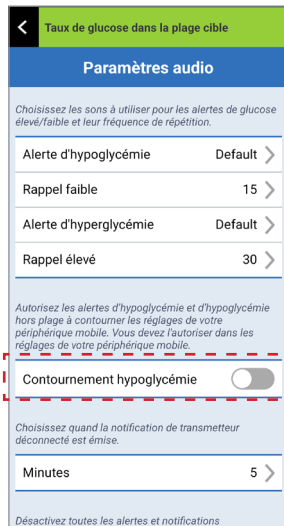 Taux de glucose dans la plage cible
Paramètres audio
Choisissez les sons à utiliser pour les alertes de glucose
élevé/faible et leur fréquence de répétition.
Alerte d'hypoglycémie Default
Rappel faible 15
Alerte d'hyperglycémie Default
Rappel élevé 30
Autorisez les alertes d'hypoglycémie et d'hypoglycémie
hors plage à contourner les réglages de votre
périphérique mobile. Vous devez l'autoriser dans les
réglages de votre périphérique mobile.
Contournement hypoglycémie
Choisissez quand la notification de transmetteur
déconnecté est émise.
Minutes 5
Désactivez toutes les alertes et notifications